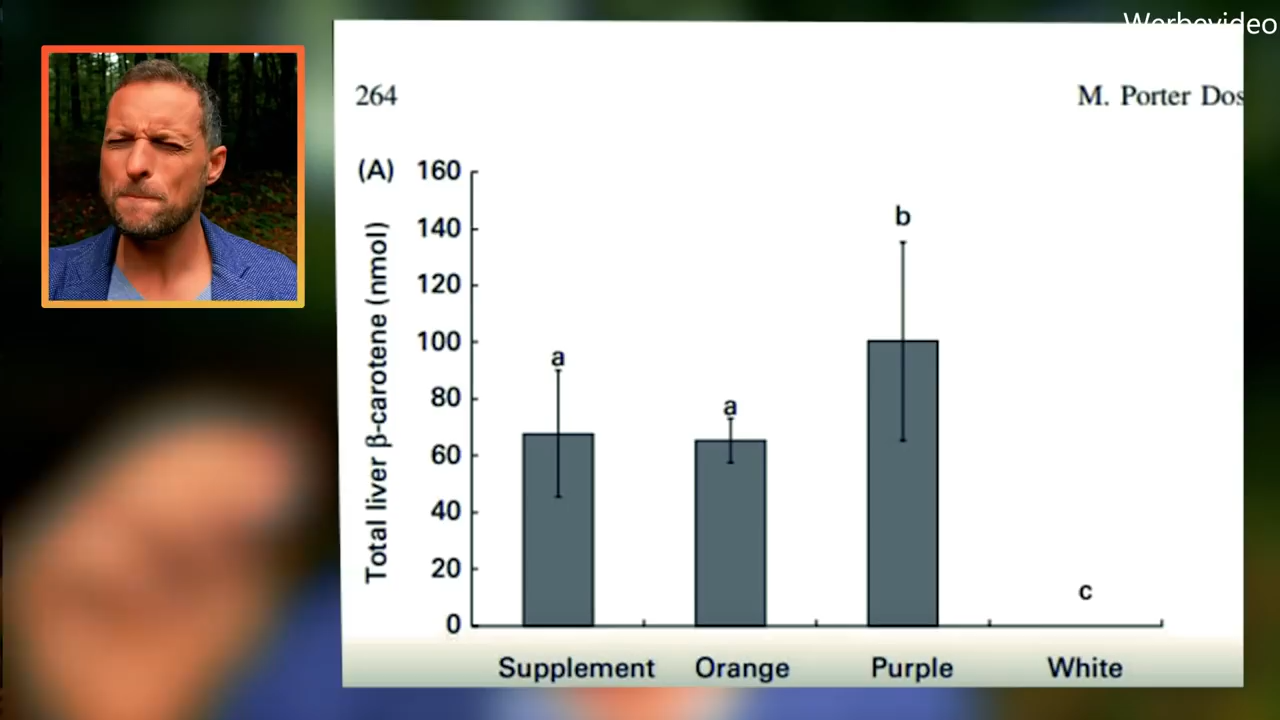 Werbevideo
264
M. Porter Dos
(A)
160
140
120
100
80
60
40
20
0
Total liver β-carotene (nmol)
a
a
b
c
Supplement
Orange
Purple
White